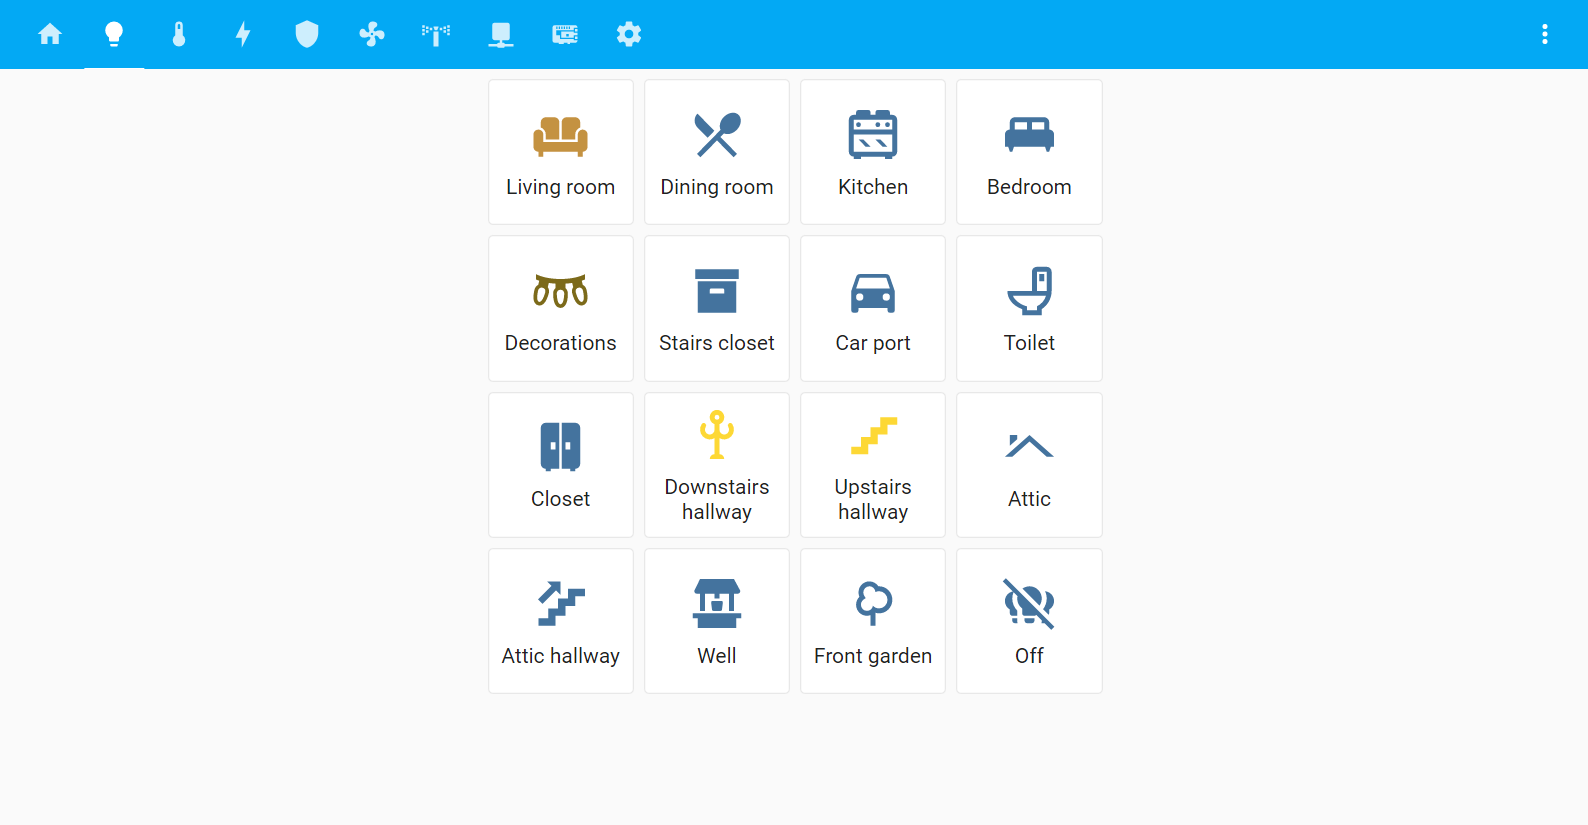 Living room
Dining room
Kitchen
Bedroom
Decorations
Stairs closet
Car port
Toilet
Closet
Downstairs
hallway
Upstairs
hallway
Attic
Attic hallway
Well
Front garden
Off